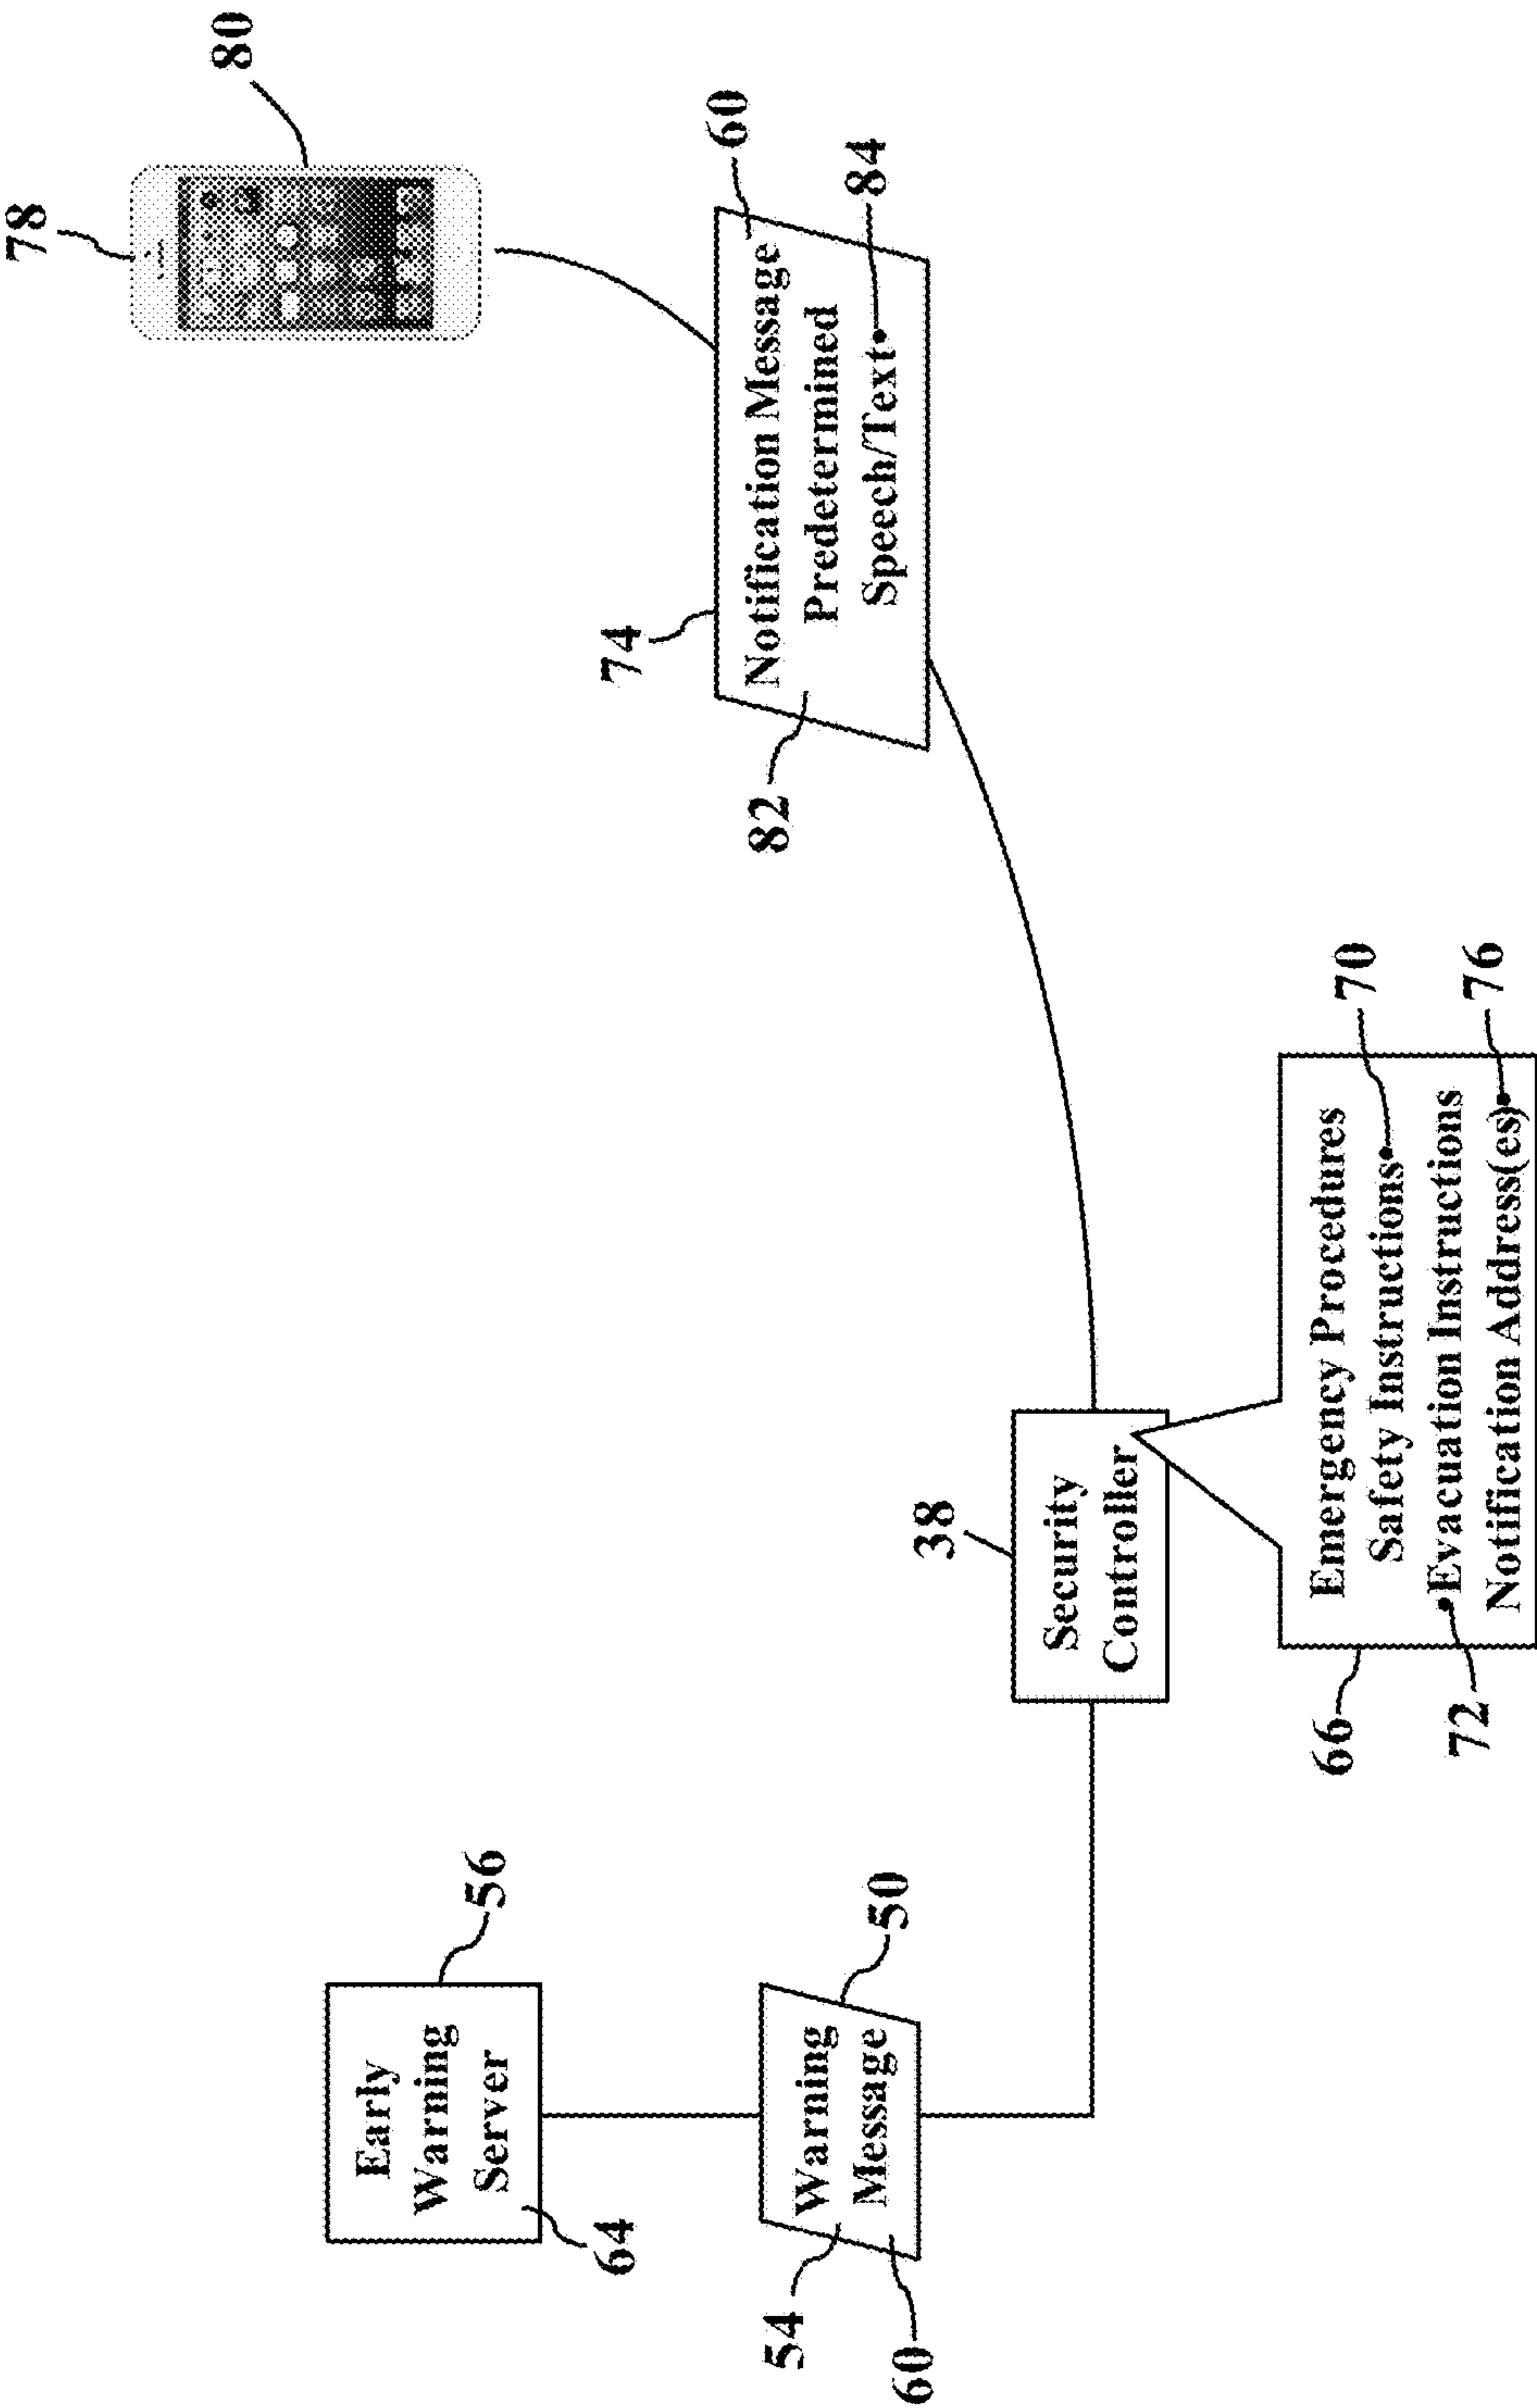 78
80
Early
Warning
Server
56
64
74
Notification Message
60
Predetermined
82
Speech/Text
84
Warning
Message
50
54
60
38
Security
Controller
Emergency Procedures
66
Safety Instructions
70
Evacuation Instructions
72
Notification Address(es)
76